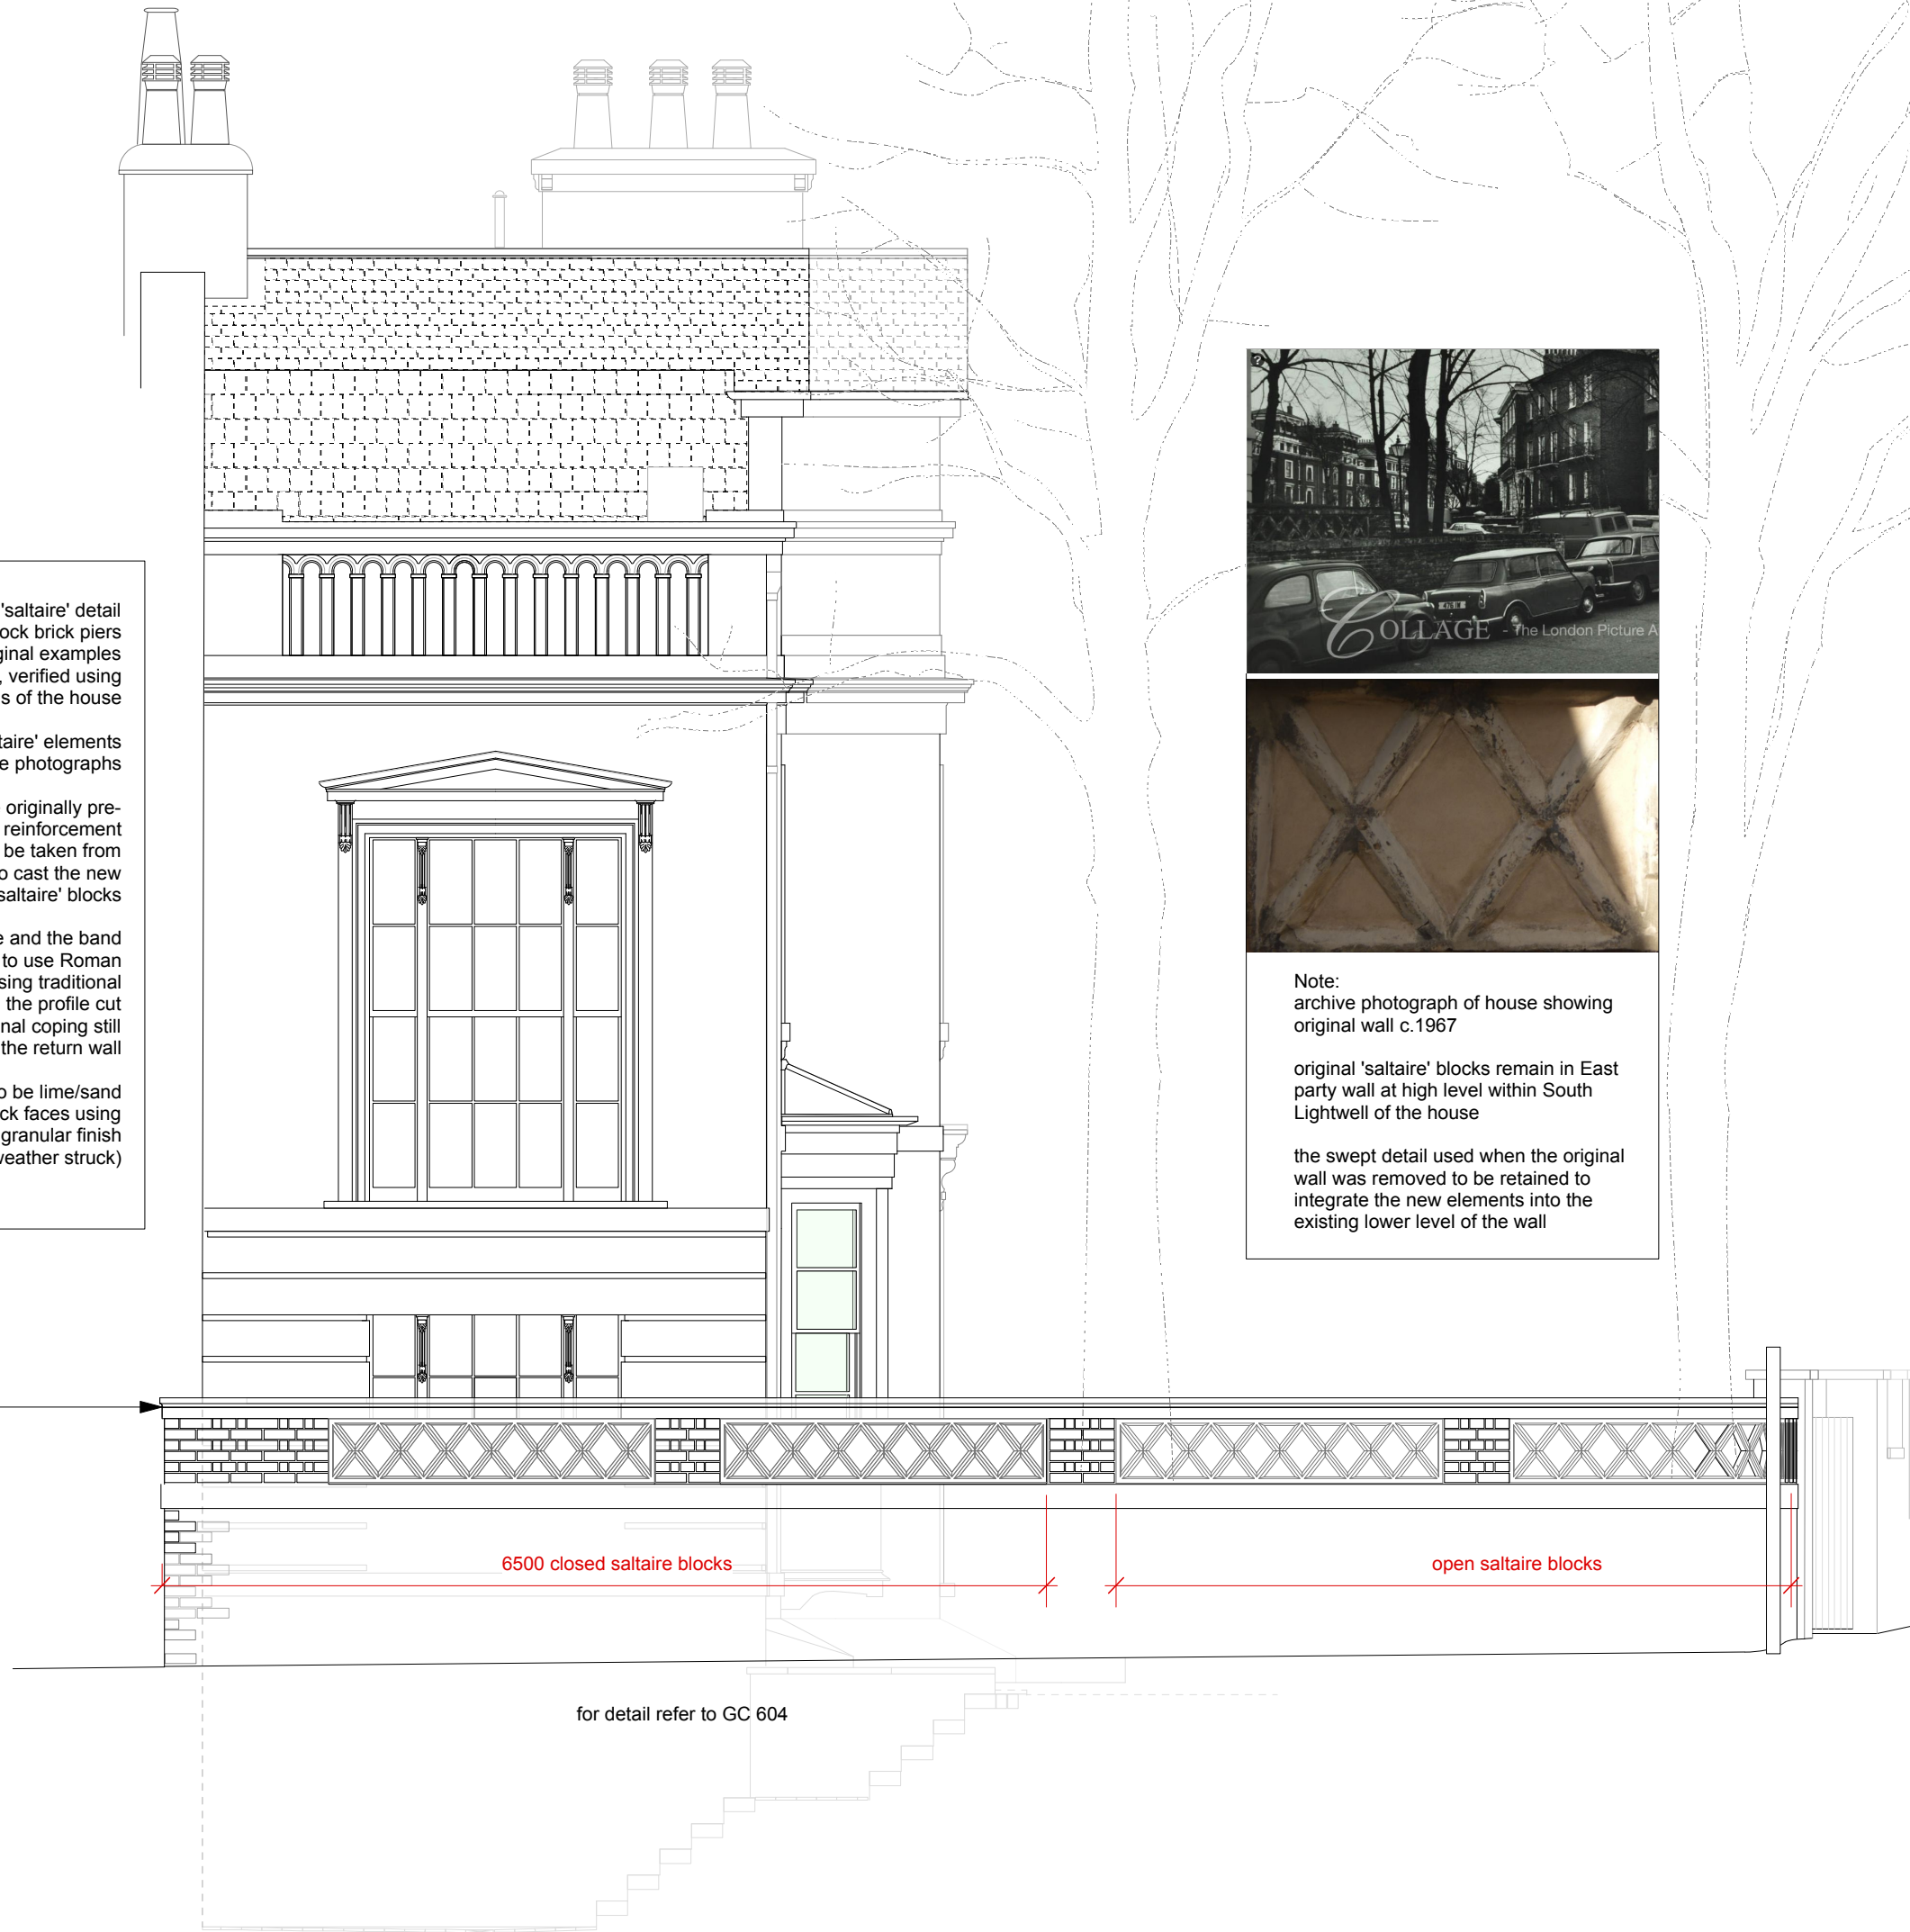 'saltaire' detail
ock brick piers
ginal examples
, verified using
s of the house
taire' elements
e photographs
originally pre-
reinforcement
be taken from
o cast the new
saltaire' blocks
e and the band
to use Roman
sing traditional
the profile cut
nal coping still
the return wall
o be lime/sand
ck faces using
granular finish
weather struck)
COLLAGE - The London Picture A
Note:
archive photograph of house showing
original wall c.1967
original 'saltaire' blocks remain in East
party wall at high level within South
Lightwell of the house
the swept detail used when the original
wall was removed to be retained to
integrate the new elements into the
existing lower level of the wall
6500 closed saltaire blocks
open saltaire blocks
for detail refer to GC 604